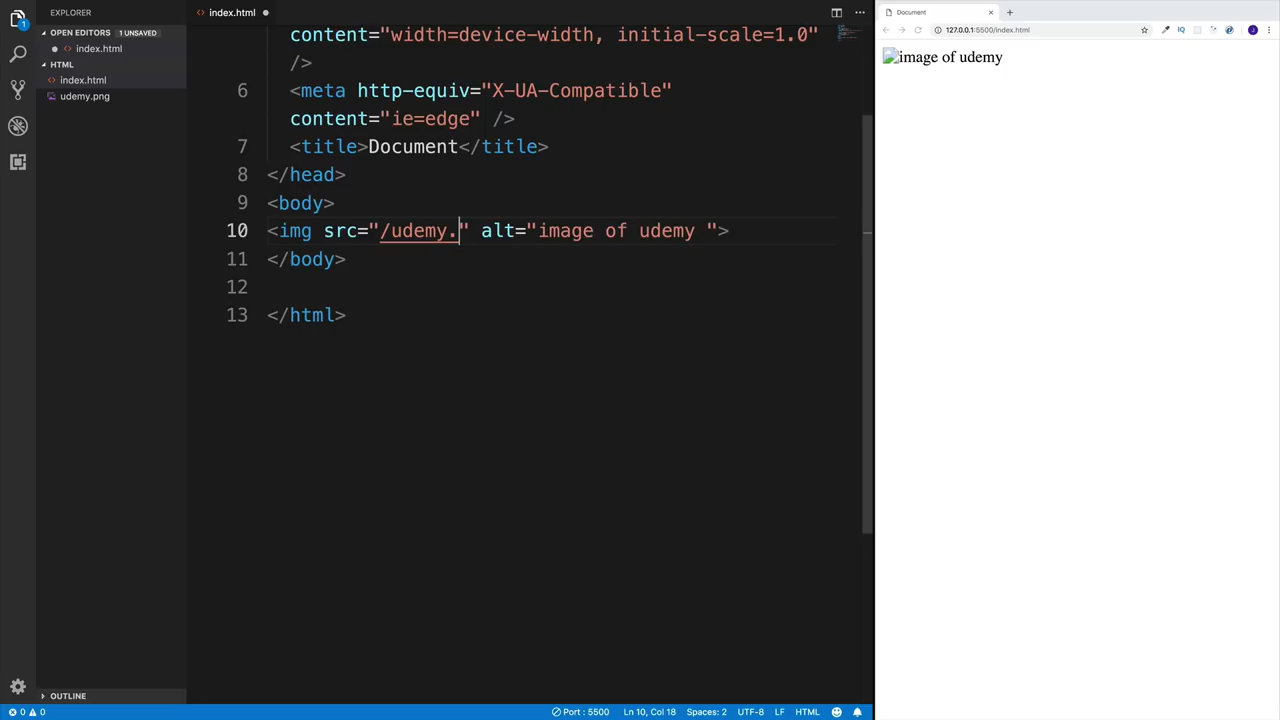 EXPLORER
OPEN EDITORS 1 UNSAVED
index.html
HTML
index.html
udemy.png
OUTLINE
index.html
content="width=device-width, initial-scale=1.0"
/>
6 <meta http-equiv="X-UA-Compatible"
content="ie=edge" />
7 <title>Document</title>
8 </head>
9 <body>
10 <img src="/udemy." alt="image of udemy ">
11 </body>
12
13 </html>
0 0
Port : 5500
Ln 10, Col 18
Spaces: 2
UTF-8
LF
HTML
Document
127.0.0.1:5500/index.html
IQ
J
image of udemy
1